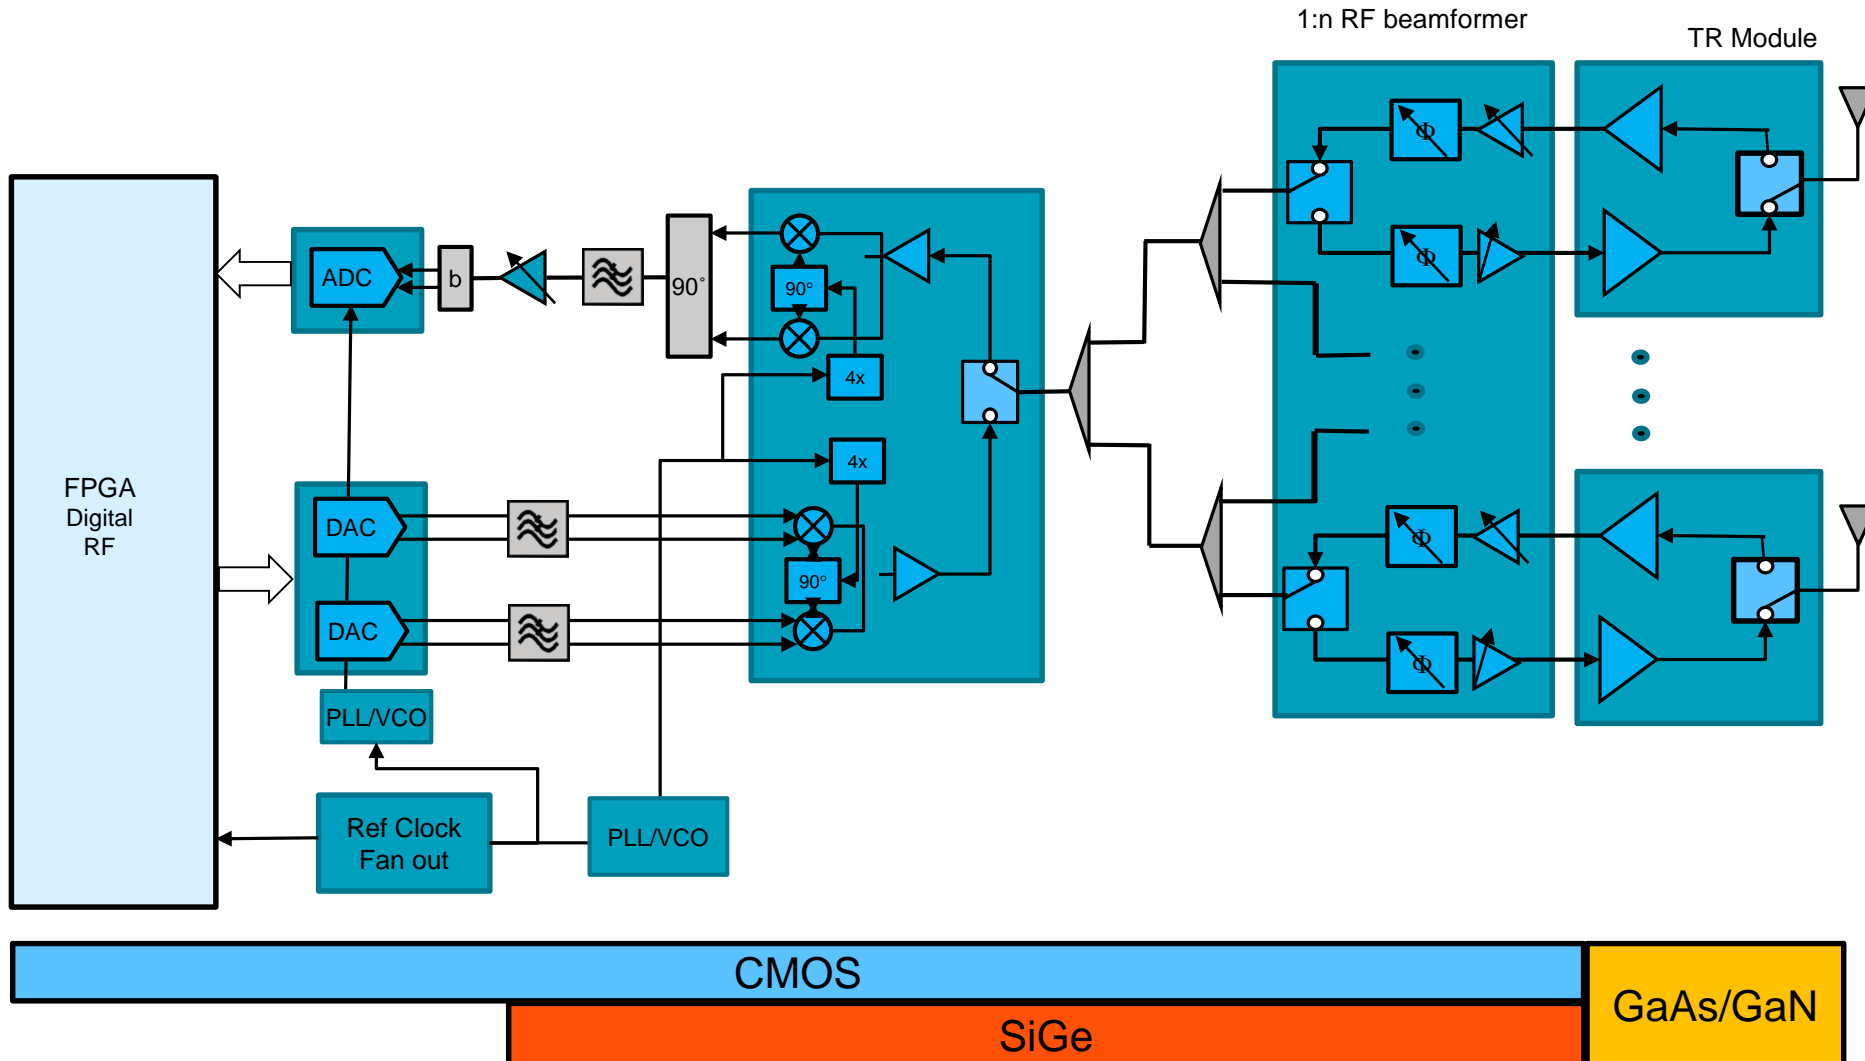 1:n RF beamformer
TR Module
Φ
Φ
ADC
b
90°
90°
4x
FPGA
Digital
RF
4x
DAC
90°
DAC
Φ
Φ
PLL/VCO
Ref Clock
Fan out
PLL/VCO
CMOS
SiGe
GaAs/GaN